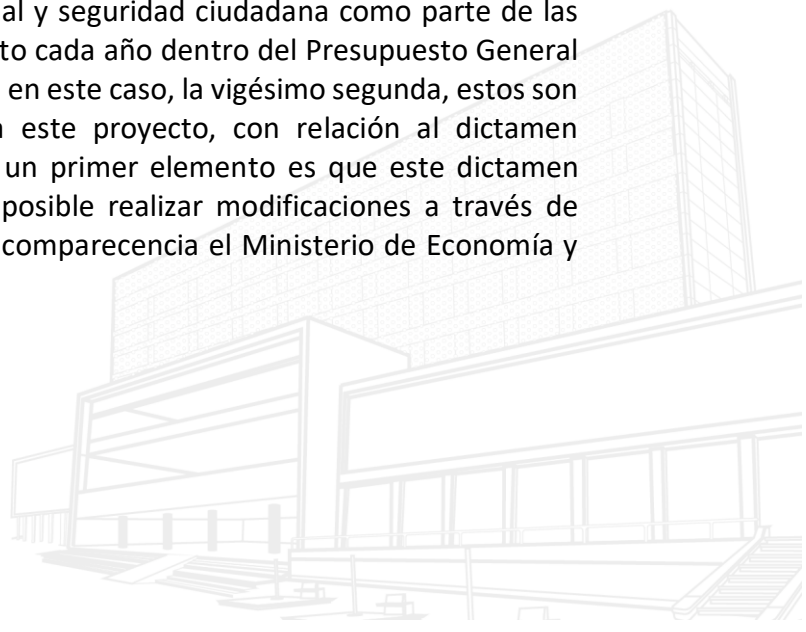 al y seguridad ciudadana como parte de las
to cada año dentro del Presupuesto General
en este caso, la vigésimo segunda, estos son
este proyecto, con relación al dictamen
un primer elemento es que este dictamen
posible realizar modificaciones a través de
comparecencia el Ministerio de Economía y